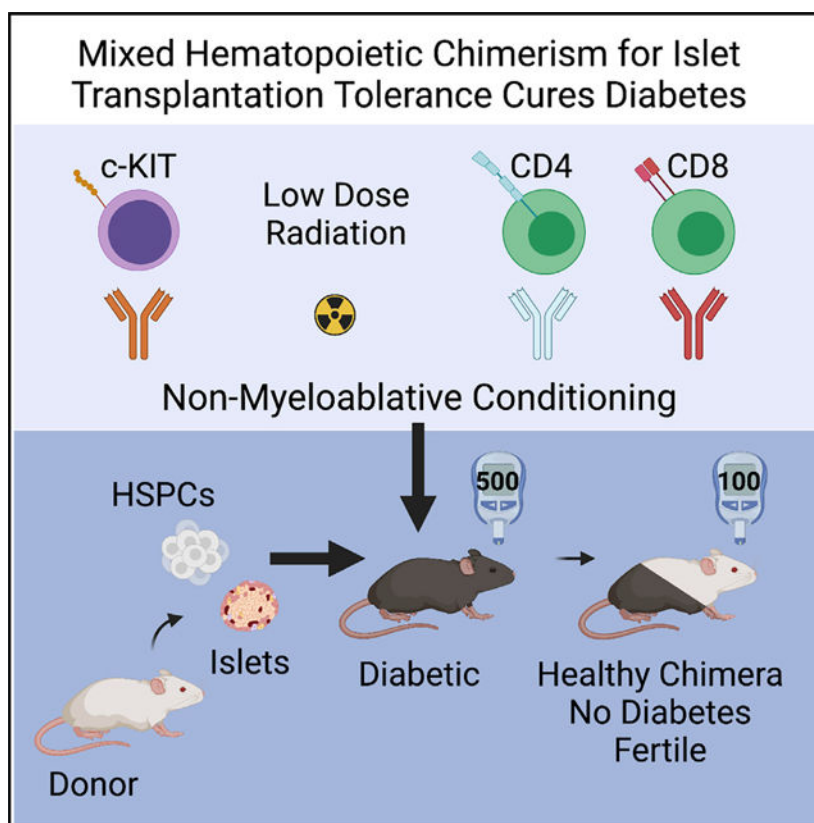 Mixed Hematopoietic Chimerism for Islet
Transplantation Tolerance Cures Diabetes
c-KIT
Low Dose
Radiation
CD4
CD8
Non-Myeloablative Conditioning
HSPCs
Islets
Donor
500
Diabetic
100
Healthy Chimera
No Diabetes
Fertile